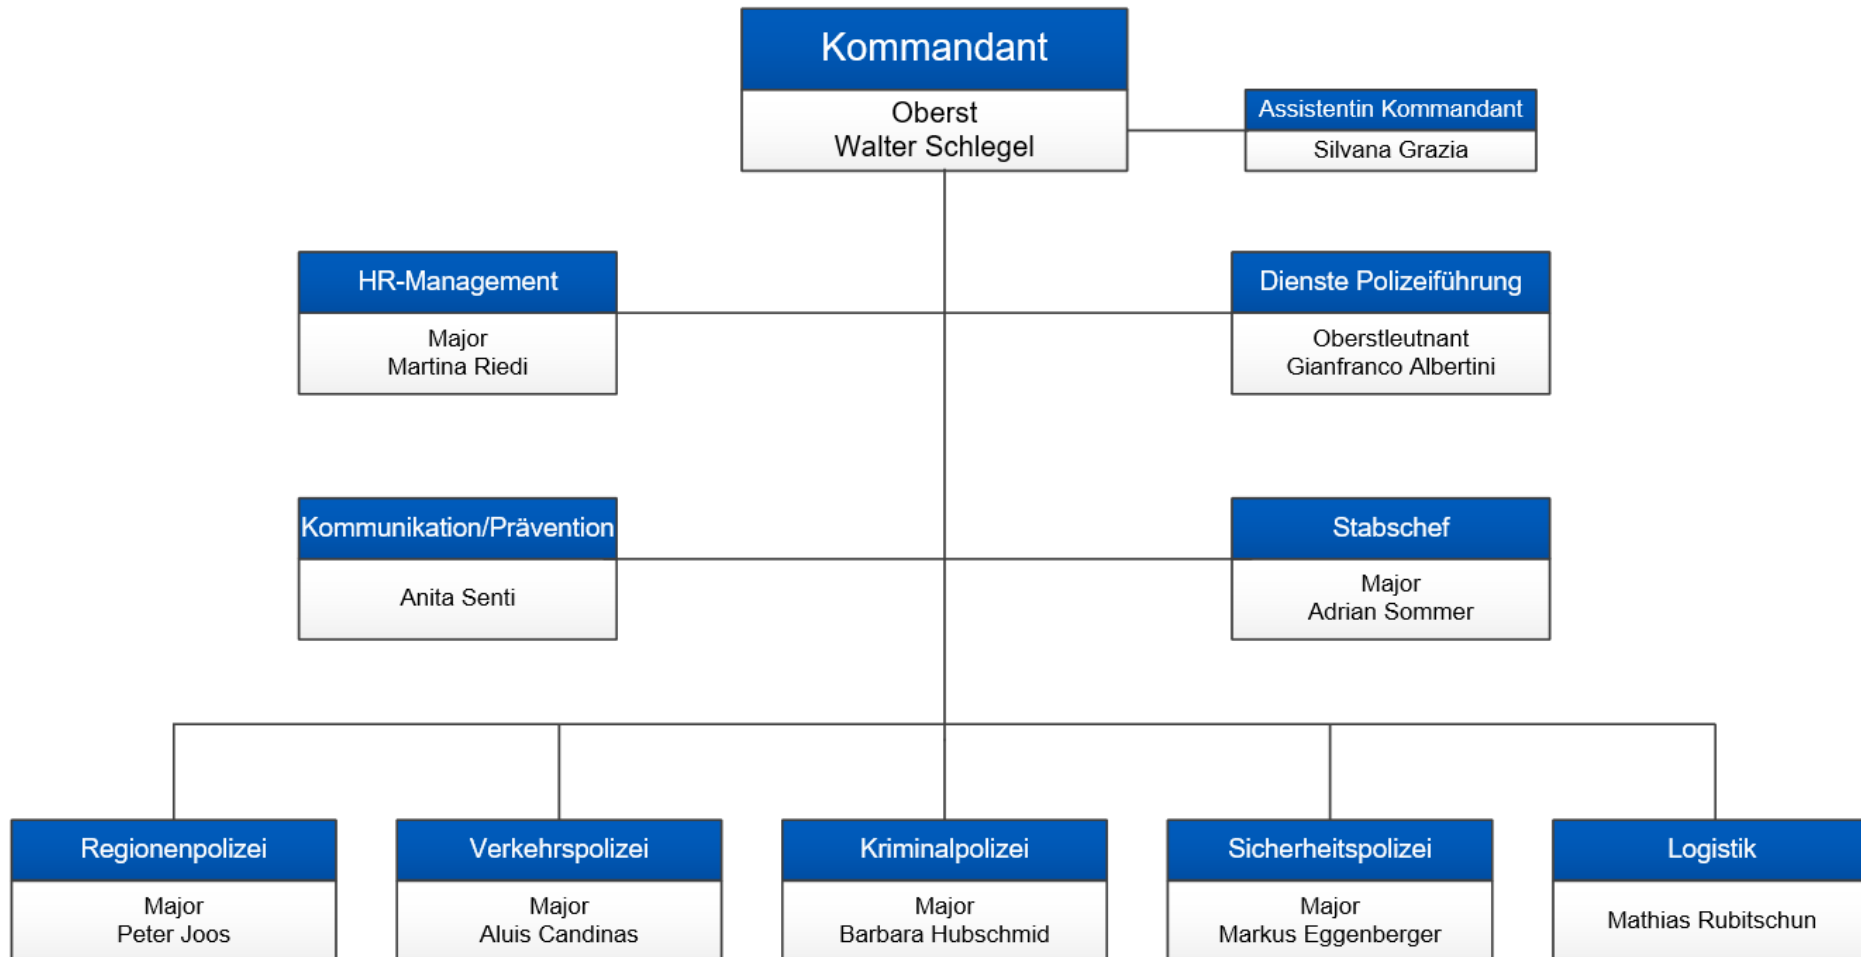 Kommandant
Oberst
Walter Schlegel
Assistentin Kommandant
Silvana Grazia
HR-Management
Major
Martina Riedi
Dienste Polizeiführung
Oberstleutnant
Gianfranco Albertini
Kommunikation/Prävention
Anita Senti
Stabschef
Major
Adrian Sommer
Regionenpolizei
Major
Peter Joos
Verkehrspolizei
Major
Aluis Candinas
Kriminalpolizei
Major
Barbara Hubschmid
Sicherheitspolizei
Major
Markus Eggenberger
Logistik
Mathias Rubitschun